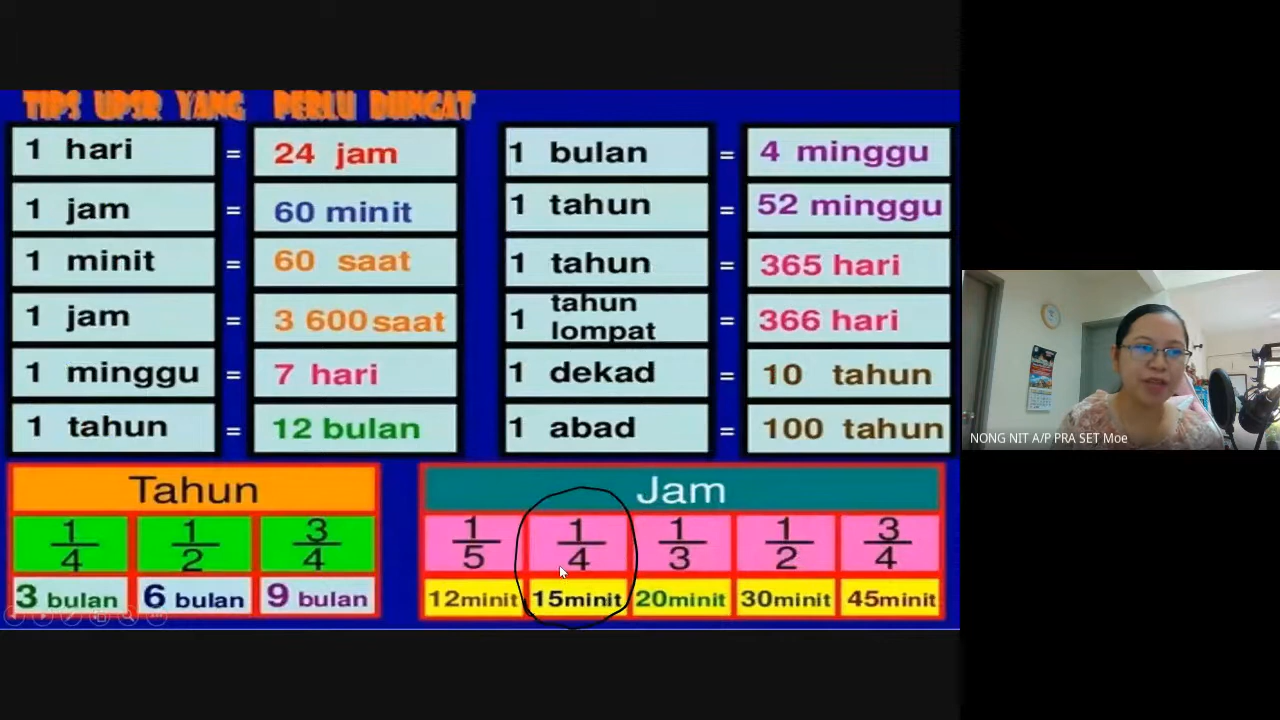 TIPS UPSR YANG PERLU DIINGAT
1 hari = 24 jam
1 jam = 60 minit
1 minit = 60 saat
1 jam = 3 600 saat
1 minggu = 7 hari
1 tahun = 12 bulan
1 bulan = 4 minggu
1 tahun = 52 minggu
1 tahun = 365 hari
1 tahun lompat = 366 hari
1 dekad = 10 tahun
1 abad = 100 tahun
Tahun
1/4 1/2 3/4
3 bulan 6 bulan 9 bulan
Jam
1/5 1/4 1/3 1/2 3/4
12minit 15minit 20minit 30minit 45minit
NONG NIT A/P PRA SET Moe